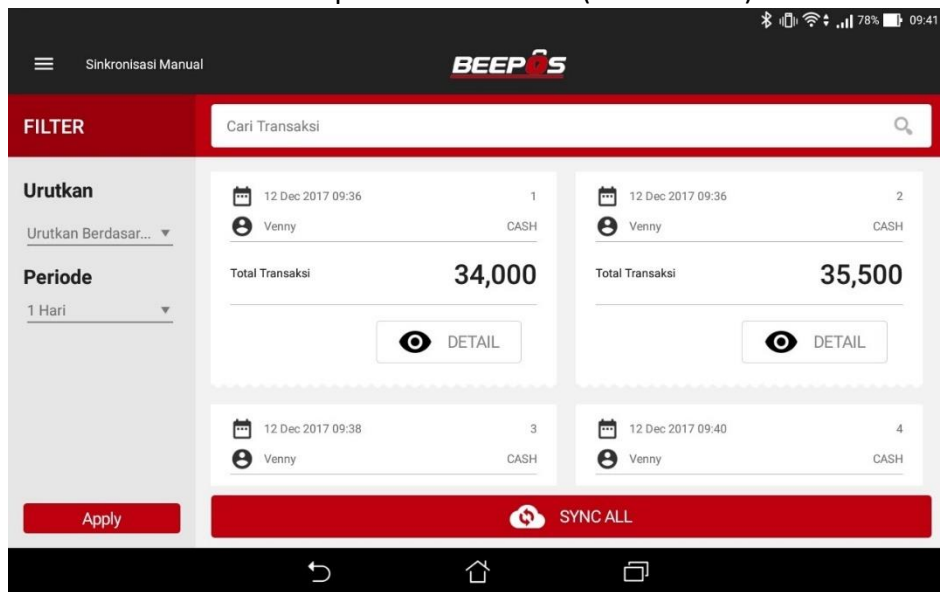 78% 09:41
Sinkronisasi Manual
BEEPOS
FILTER
Cari Transaksi
Urutkan
Urutkan Berdasar...
Periode
1 Hari
Apply
12 Dec 2017 09:36 1
Venny CASH
Total Transaksi 34,000
DETAIL
12 Dec 2017 09:36 2
Venny CASH
Total Transaksi 35,500
DETAIL
12 Dec 2017 09:38 3
Venny CASH
12 Dec 2017 09:40 4
Venny CASH
SYNC ALL